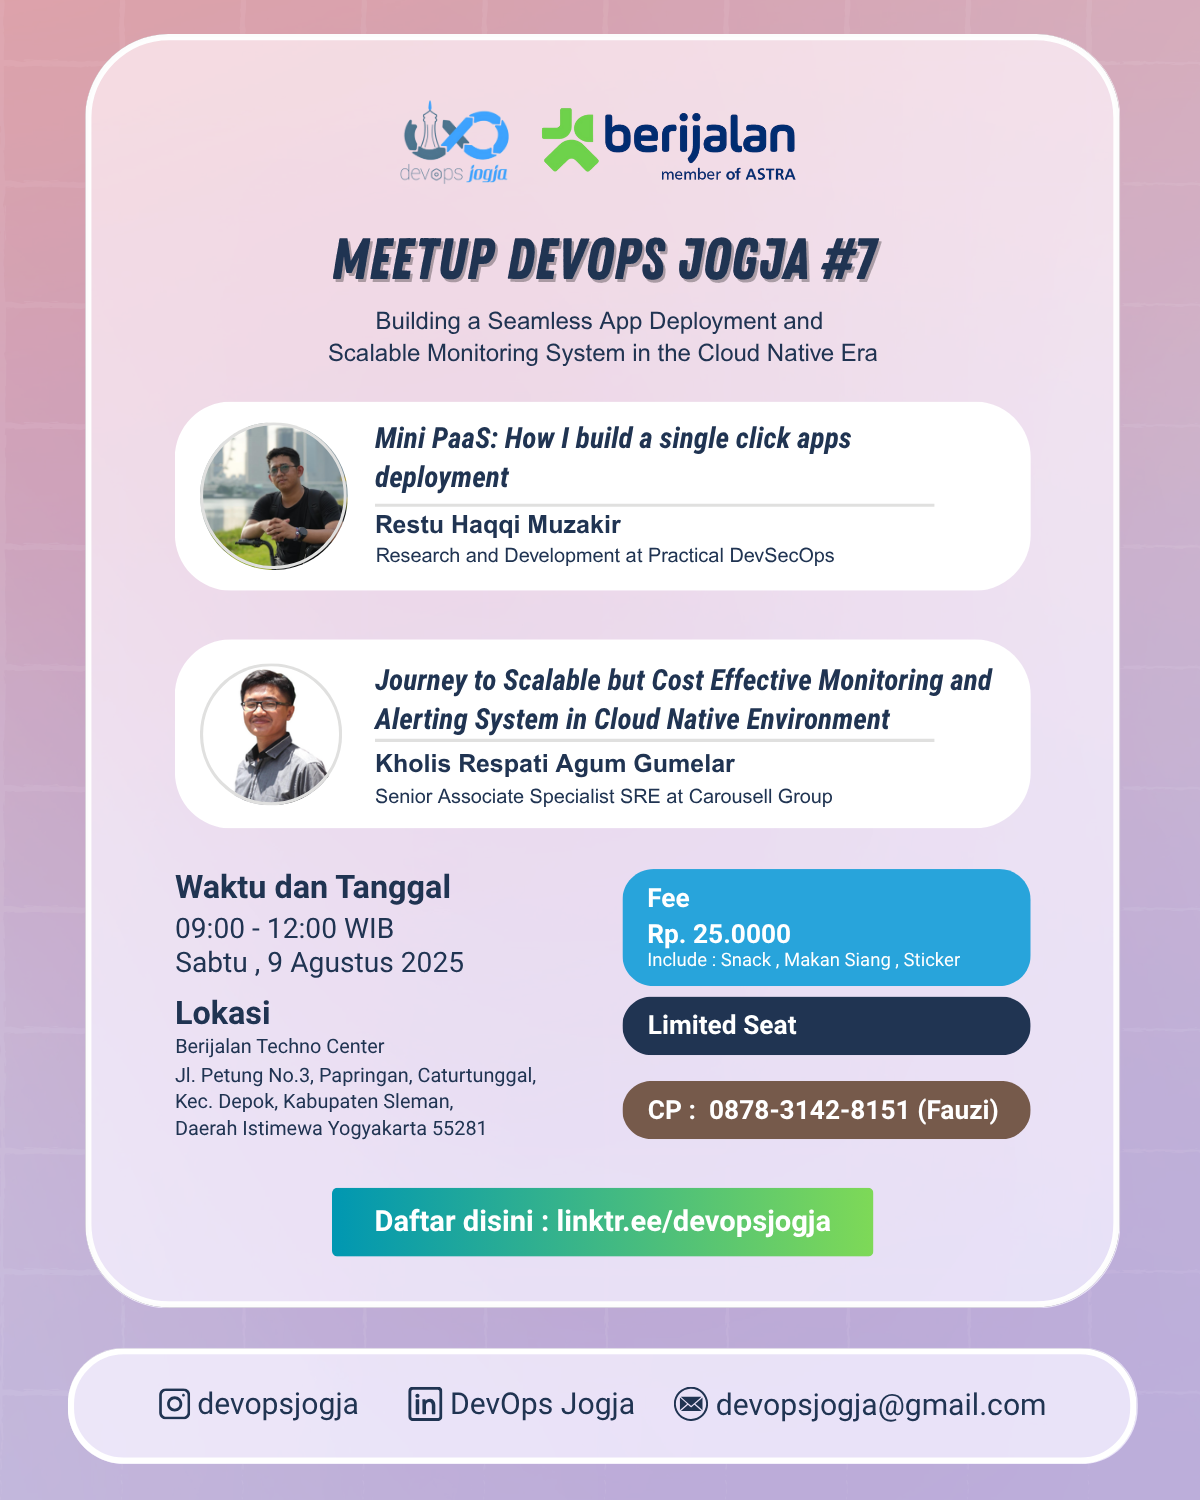 devops jogja
berijalan
member of ASTRA
MEETUP DEVOPS JOGJA #7
Building a Seamless App Deployment and
Scalable Monitoring System in the Cloud Native Era
Mini PaaS: How I build a single click apps
deployment
Restu Haqqi Muzakir
Research and Development at Practical DevSecOps
Journey to Scalable but Cost Effective Monitoring and
Alerting System in Cloud Native Environment
Kholis Respati Agum Gumelar
Senior Associate Specialist SRE at Carousell Group
Waktu dan Tanggal
09:00 - 12:00 WIB
Sabtu , 9 Agustus 2025
Lokasi
Berijalan Techno Center
Jl. Petung No.3, Papringan, Caturtunggal,
Kec. Depok, Kabupaten Sleman,
Daerah Istimewa Yogyakarta 55281
Fee
Rp. 25.0000
Include : Snack , Makan Siang , Sticker
Limited Seat
CP : 0878-3142-8151 (Fauzi)
Daftar disini : linktr.ee/devopsjogja
devopsjogja
DevOps Jogja
devopsjogja@gmail.com